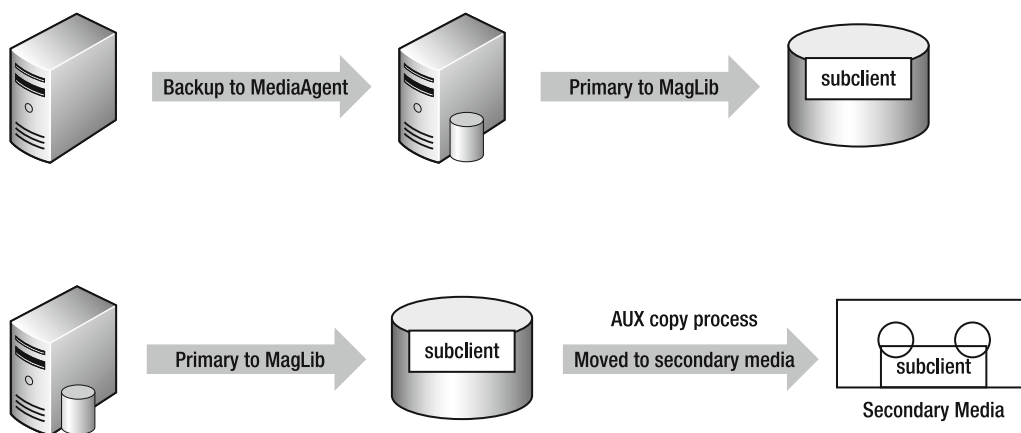 Backup to MediaAgent
Primary to MagLib
subclient
Primary to MagLib
subclient
AUX copy process
Moved to secondary media
subclient
Secondary Media